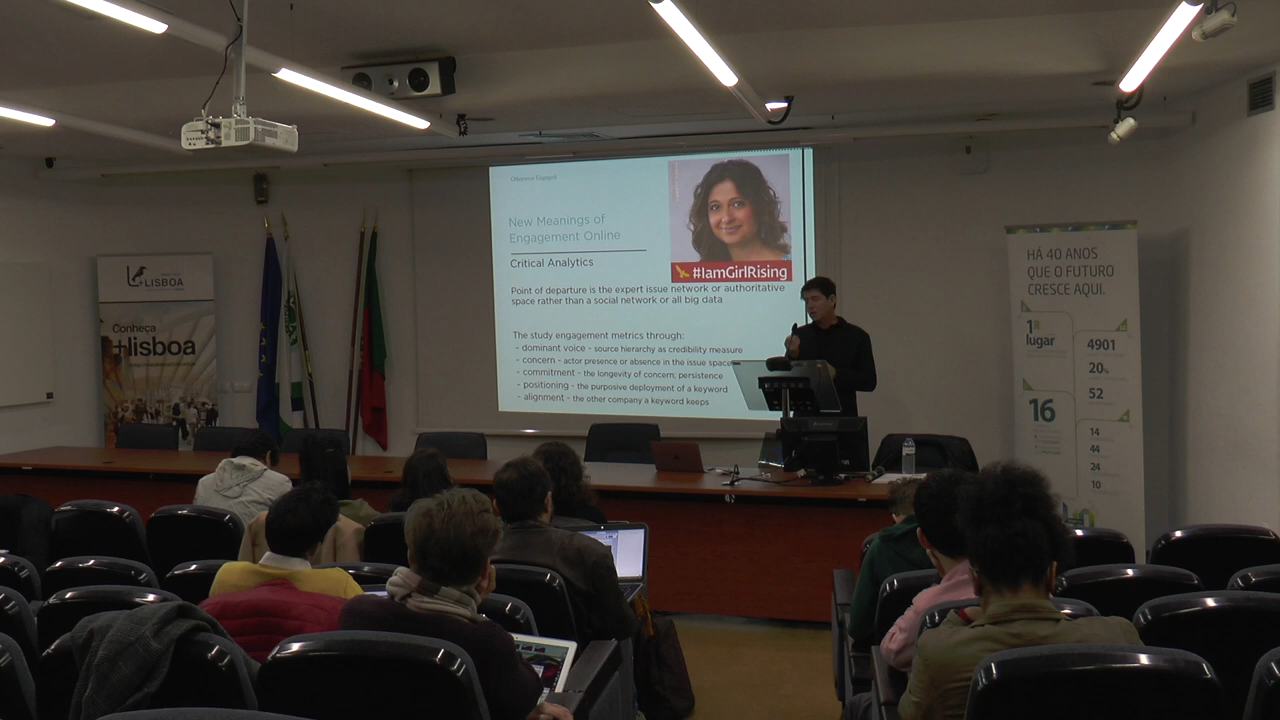 +LISBOA
Conheça
+lisboa
New Meanings of
Engagement Online
Critical Analytics
#IamGirlRising
Point of departure is the expert issue network or authoritative
space rather than a social network or all big data
The study engagement metrics through:
- dominant voice - source hierarchy as credibility measure
- concern - actor presence or absence in the issue space
- commitment - the longevity of concern; persistence
- positioning - the purposive deployment of a keyword
- alignment - the other company a keyword keeps
HÁ 40 ANOS
QUE O FUTURO
CRESCE AQUI.
1º
lugar
16
4901
20%
52
14
44
24
10